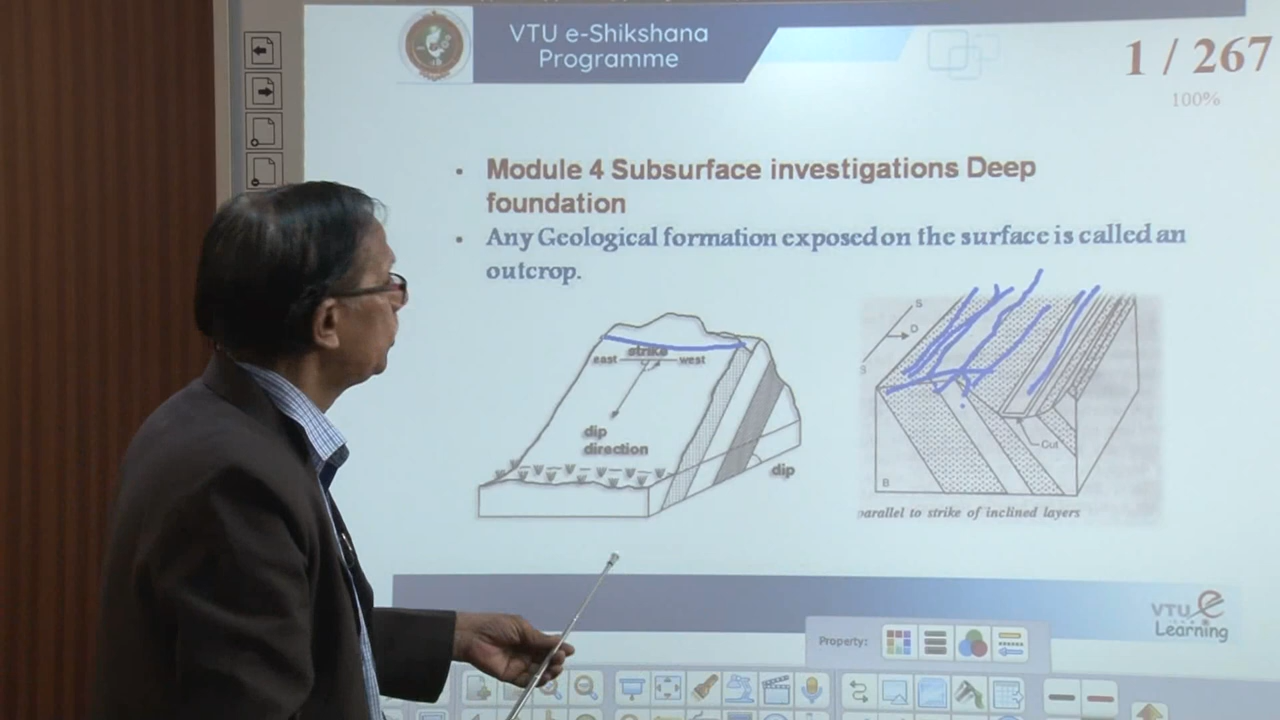 VTU e-Shikshana
Programme
1 / 267
100%
• Module 4 Subsurface investigations Deep
foundation
• Any Geological formation exposed on the surface is called an
outcrop.
strike
east west
dip
direction
dip
S
D
Cut
B
parallel to strike of inclined layers
VTU e
Learning
Property: